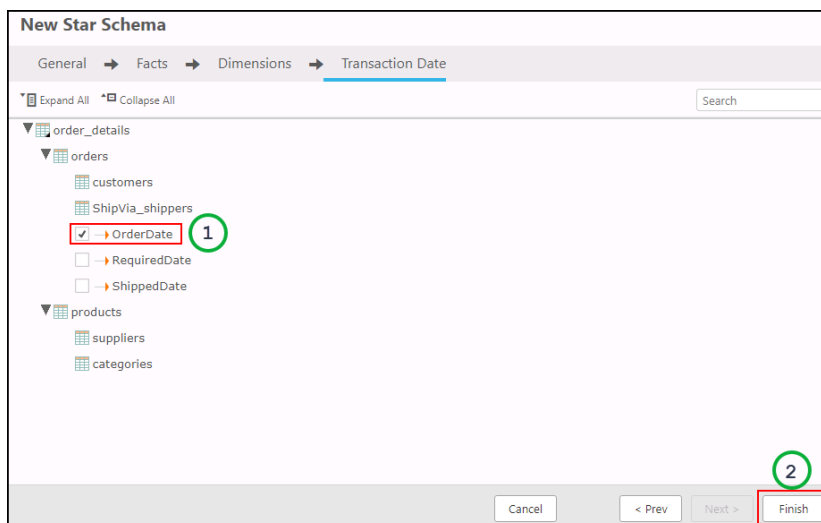 New Star Schema
General Facts Dimensions Transaction Date
Expand All Collapse All Search
order_details
orders
customers
ShipVia_shippers
OrderDate 1
RequiredDate
ShippedDate
products
suppliers
categories
2
Cancel < Prev Next > Finish